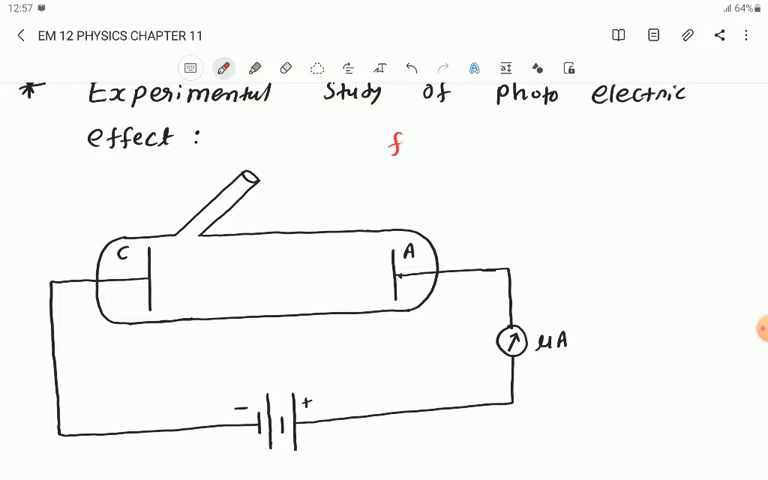 12:57
64%
EM 12 PHYSICS CHAPTER 11
* Experimental Study of Photo electric
effect :
f
C
A
μA
- +